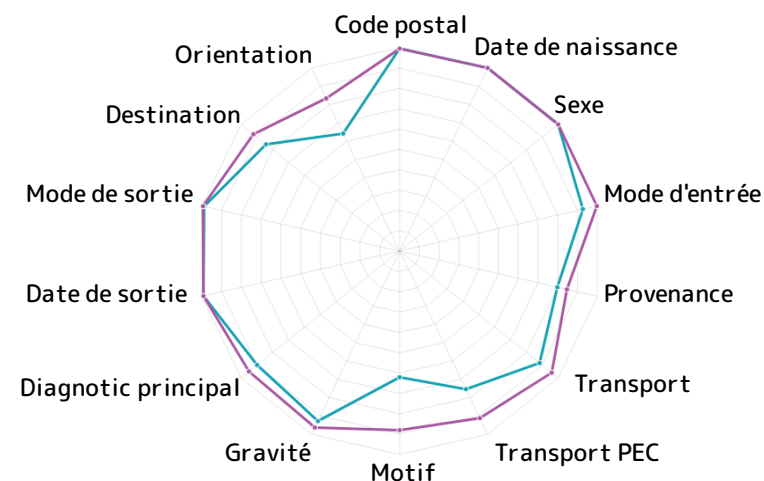 Code postal
Date de naissance
Sexe
Mode d'entrée
Provenance
Transport
Transport PEC
Motif
Gravité
Diagnotic principal
Date de sortie
Mode de sortie
Destination
Orientation